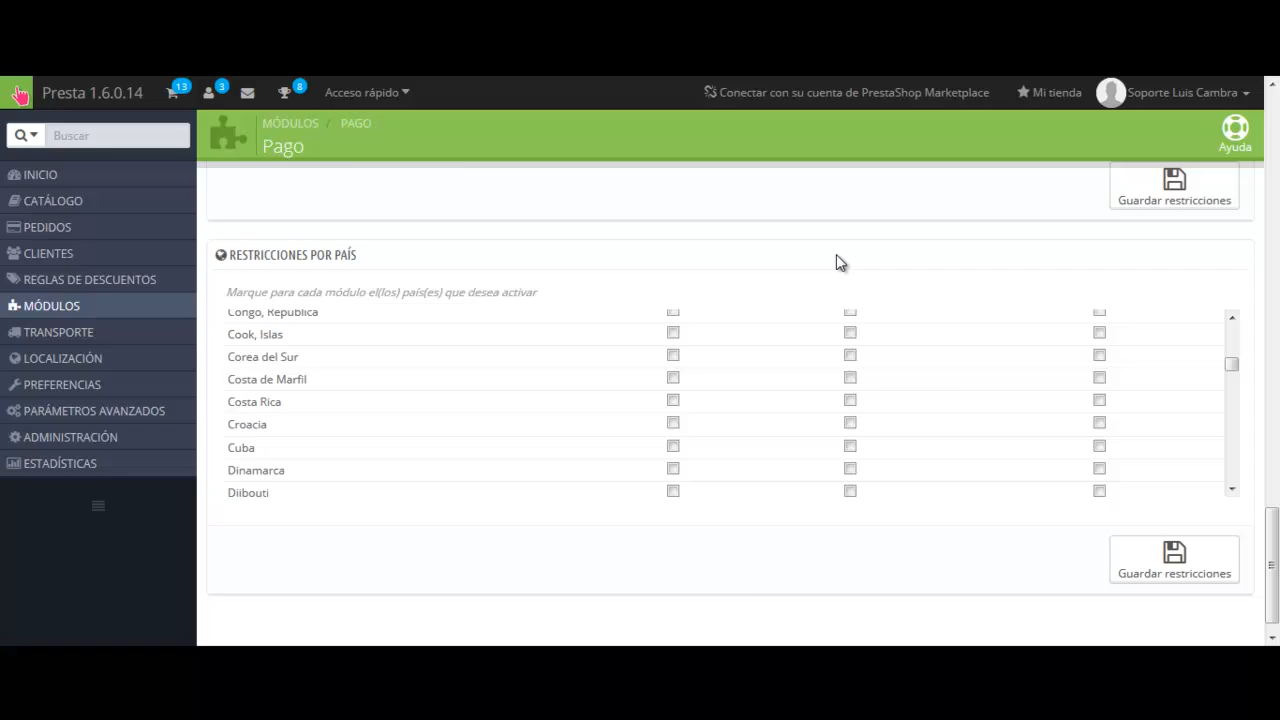 Presta 1.6.0.14 13 3 8 Acceso rápido Conectar con su cuenta de PrestaShop Marketplace Mi tienda Soporte Luis Cambra
Buscar
MÓDULOS / PAGO
Pago
Ayuda
INICIO
CATÁLOGO
PEDIDOS
CLIENTES
REGLAS DE DESCUENTOS
MÓDULOS
TRANSPORTE
LOCALIZACIÓN
PREFERENCIAS
PARÁMETROS AVANZADOS
ADMINISTRACIÓN
ESTADÍSTICAS
Guardar restricciones
RESTRICCIONES POR PAÍS
Marque para cada módulo el(los) país(es) que desea activar
Congo, República
Cook, Islas
Corea del Sur
Costa de Marfil
Costa Rica
Croacia
Cuba
Dinamarca
Djibouti
Guardar restricciones